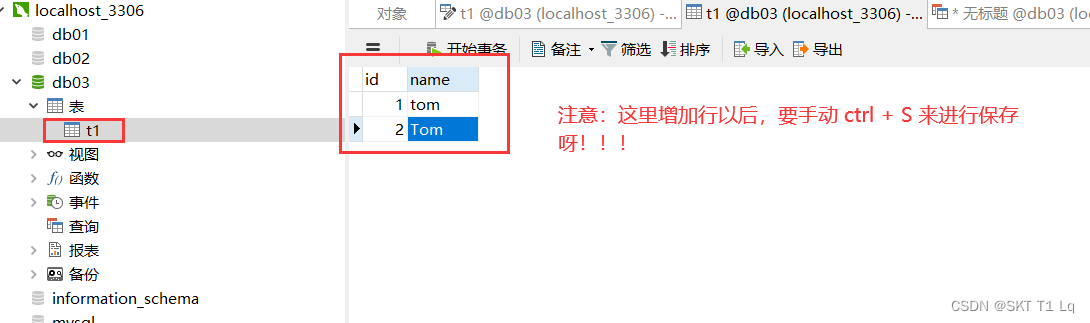 localhost_3306
db01
db02
db03
表
t1
视图
函数
事件
查询
报表
备份
information_schema
mysql
对象
t1 @db03 (localhost_3306) -...
t1 @db03 (localhost_3306) -...
* 无标题 @db03 (localhost_3306)
开始事务
备注
筛选
排序
导入
导出
id name
1 tom
2 Tom
注意：这里增加行以后，要手动 ctrl + S 来进行保存
呀！！！
CSDN @SKT T1 Lq